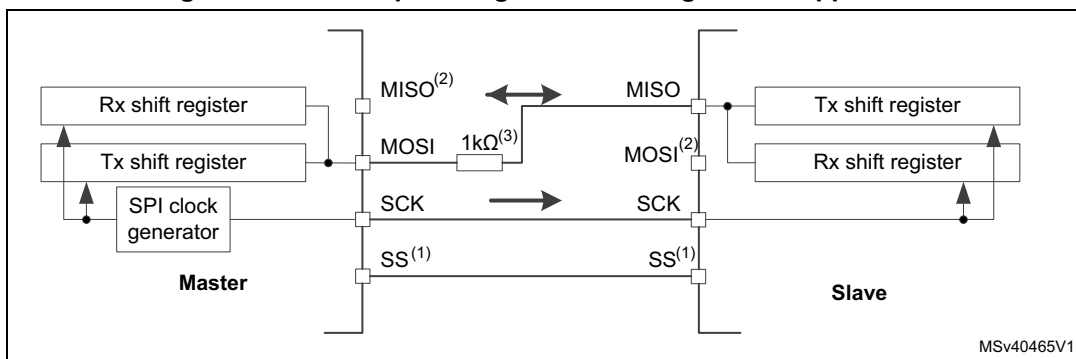 MISO(2)
MISO
Rx shift register
Tx shift register
MOSI
1kΩ(3)
MOSI(2)
Tx shift register
Rx shift register
SPI clock
generator
SCK
SCK
SS(1)
SS(1)
Master
Slave
MSv40465V1